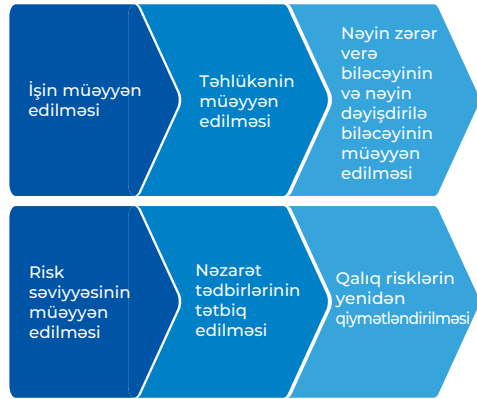 İşin müəyyən
edilməsi
Təhlükənin
müəyyən
edilməsi
Nəyin zərər
verə
biləcəyinin
və nəyin
dəyişdirilə
biləcəyinin
müəyyən
edilməsi
Risk
səviyyəsinin
müəyyən
edilməsi
Nəzarət
tədbirlərinin
tətbiq
edilməsi
Qalıq risklərin
yenidən
qiymətləndirilməsi